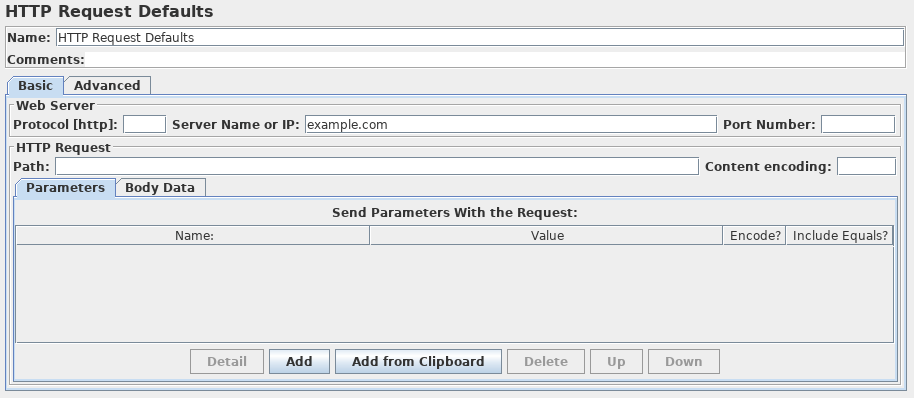 HTTP Request Defaults
Name: HTTP Request Defaults
Comments:
Basic Advanced
Web Server
Protocol [http]: Server Name or IP: example.com Port Number:
HTTP Request
Path: Content encoding:
Parameters Body Data
Send Parameters With the Request:
Name: Value Encode? Include Equals?
Detail Add Add from Clipboard Delete Up Down